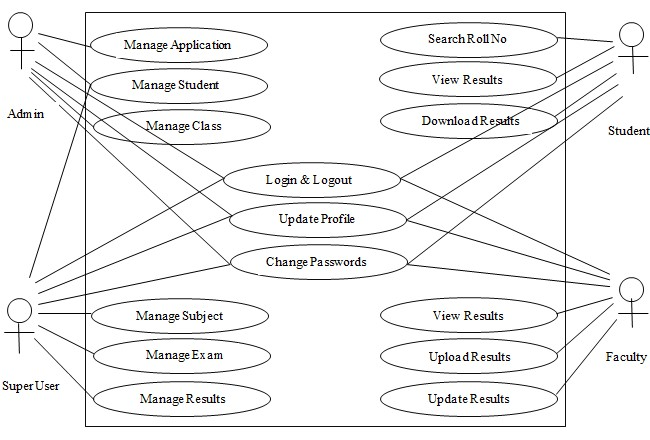 Manage Application
Search Roll No
Manage Student
View Results
Admin
Manage Class
Download Results
Student
Login & Logout
Update Profile
Change Passwords
Manage Subject
View Results
Manage Exam
Upload Results
Faculty
Super User
Manage Results
Update Results